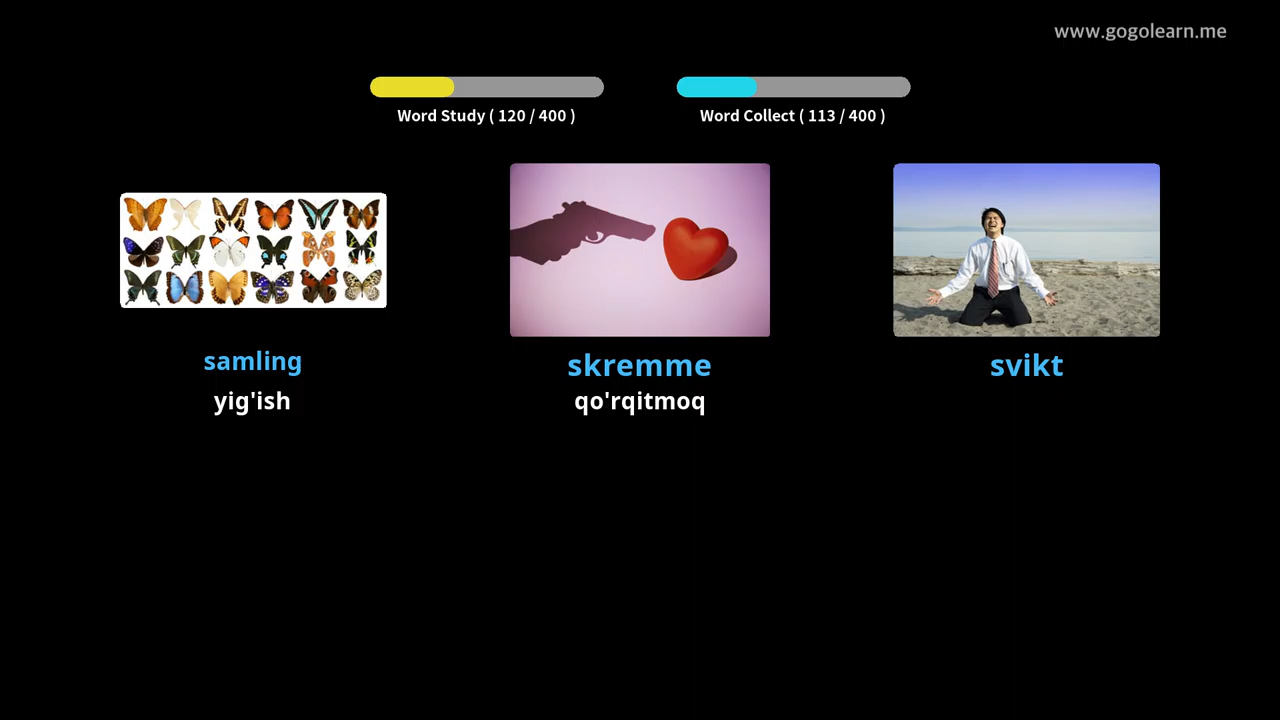 www.gogolearn.me
Word Study ( 120 / 400 )
Word Collect ( 113 / 400 )
samling
yig'ish
skremme
qo'rqitmoq
svikt